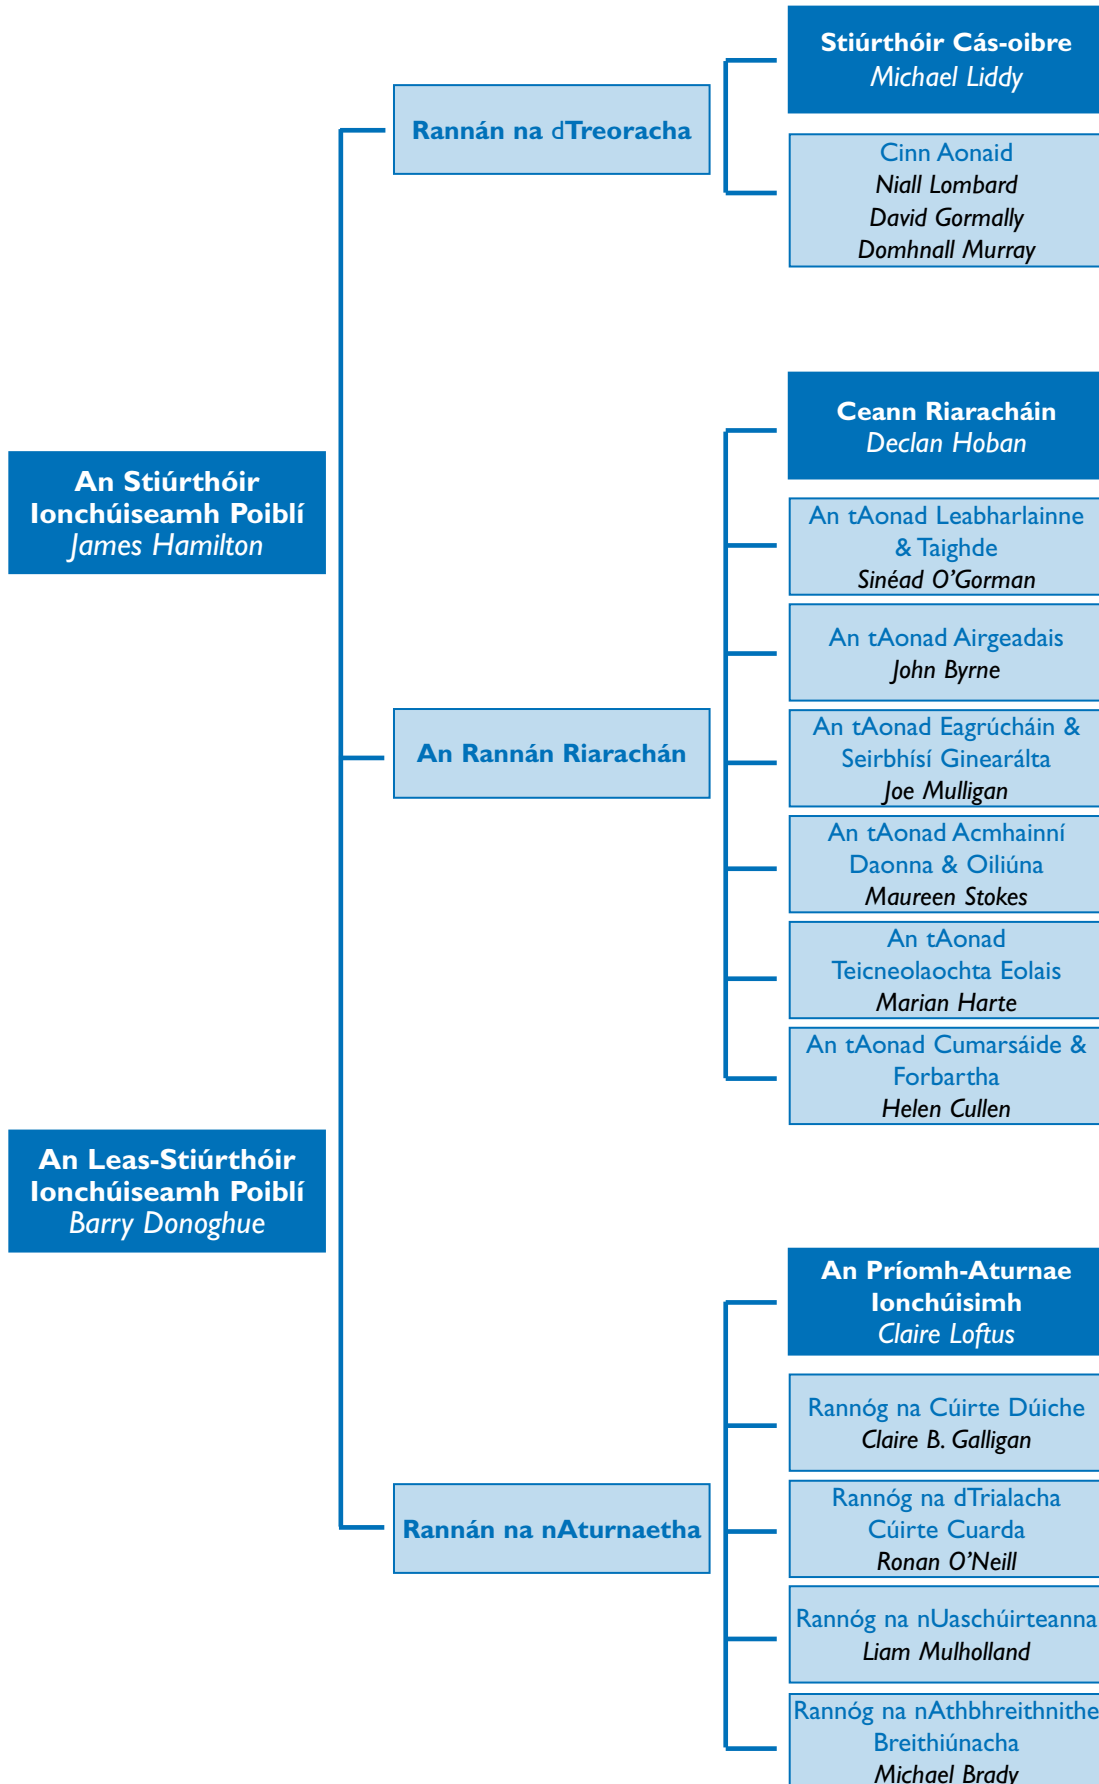 An Stiúrthóir
Ionchúiseamh Poiblí
James Hamilton
An Leas-Stiúrthóir
Ionchúiseamh Poiblí
Barry Donoghue
Rannán na dTreoracha
Stiúrthóir Cás-oibre
Michael Liddy
Cinn Aonaid
Niall Lombard
David Gormally
Domhnall Murray
An Rannán Riarachán
Ceann Riaracháin
Declan Hoban
An tAonad Leabharlainne
& Taighde
Sinéad O’Gorman
An tAonad Airgeadais
John Byrne
An tAonad Eagrúcháin &
Seirbhísí Ginearálta
Joe Mulligan
An tAonad Acmhainní
Daonna & Oiliúna
Maureen Stokes
An tAonad
Teicneolaochta Eolais
Marian Harte
An tAonad Cumarsáide &
Forbartha
Helen Cullen
Rannán na nAturnaetha
An Príomh-Aturnae
Ionchúisimh
Claire Loftus
Rannóg na Cúirte Dúiche
Claire B. Galligan
Rannóg na dTrialacha
Cúirte Cuarda
Ronan O’Neill
Rannóg na nUaschúirteanna
Liam Mulholland
Rannóg na nAthbhreithnithe
Breithiúnacha
Michael Brady